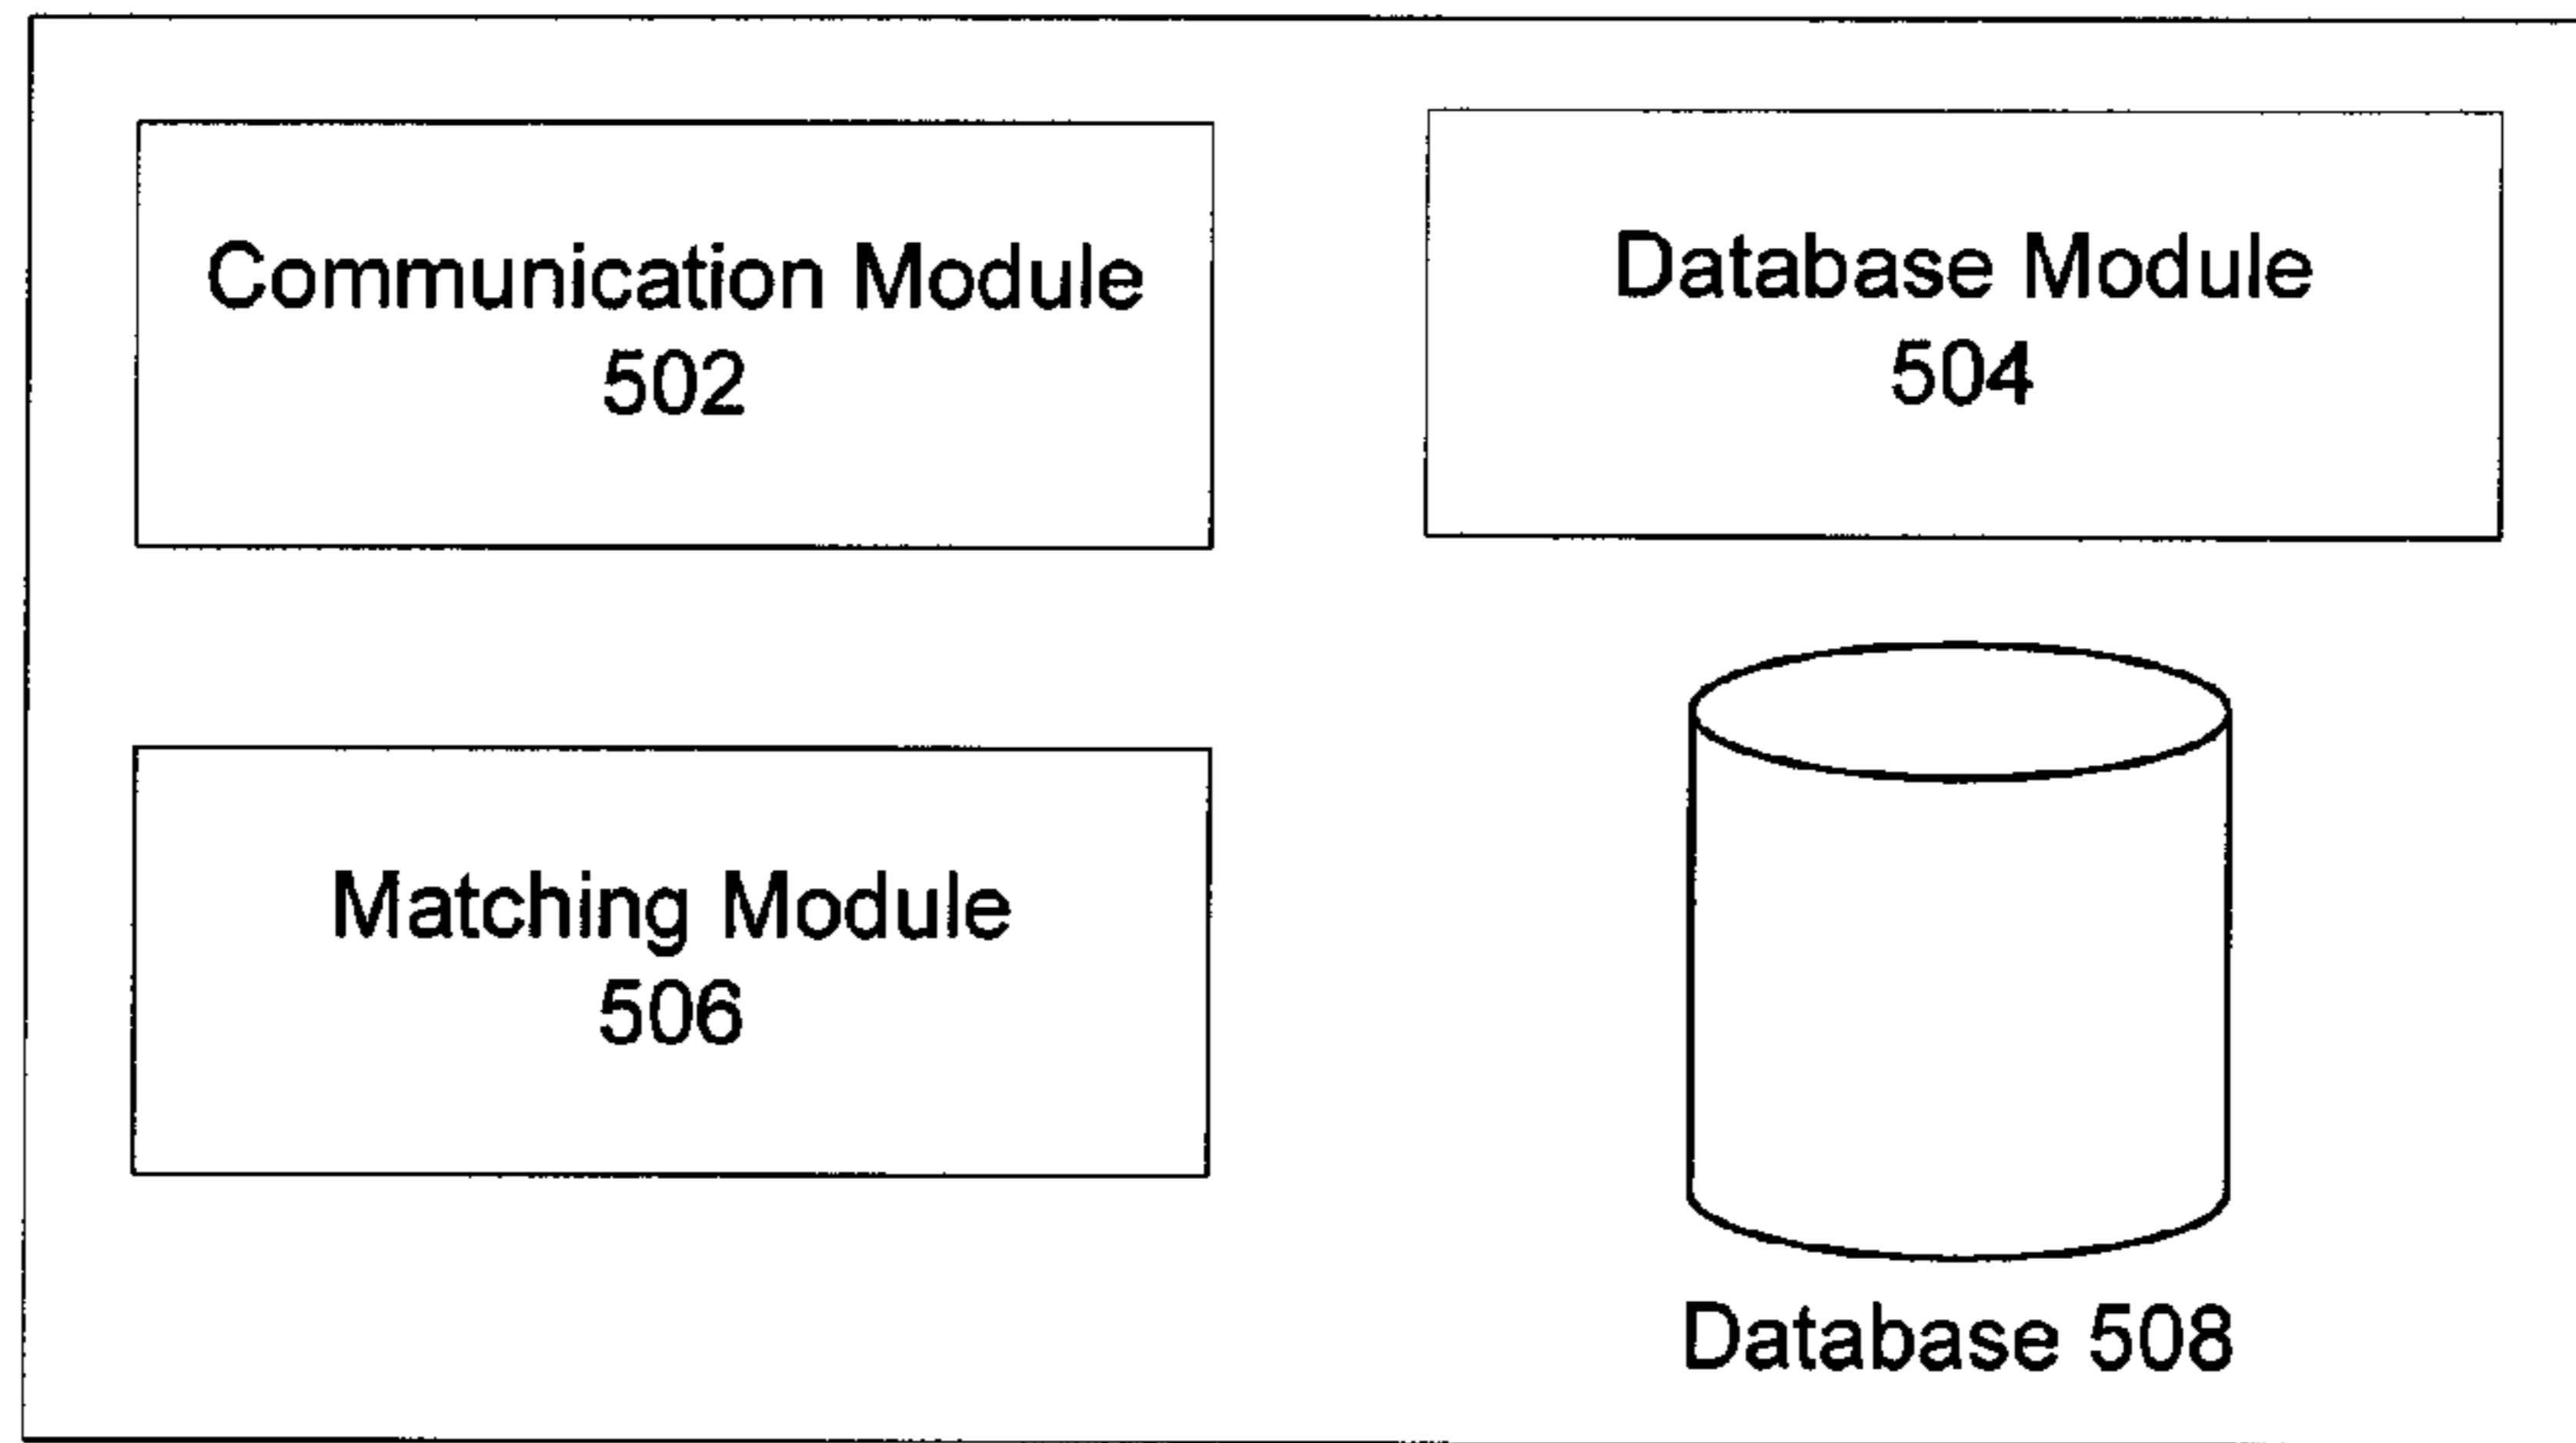 Communication Module
502
Database Module
504
Matching Module
506
Database 508